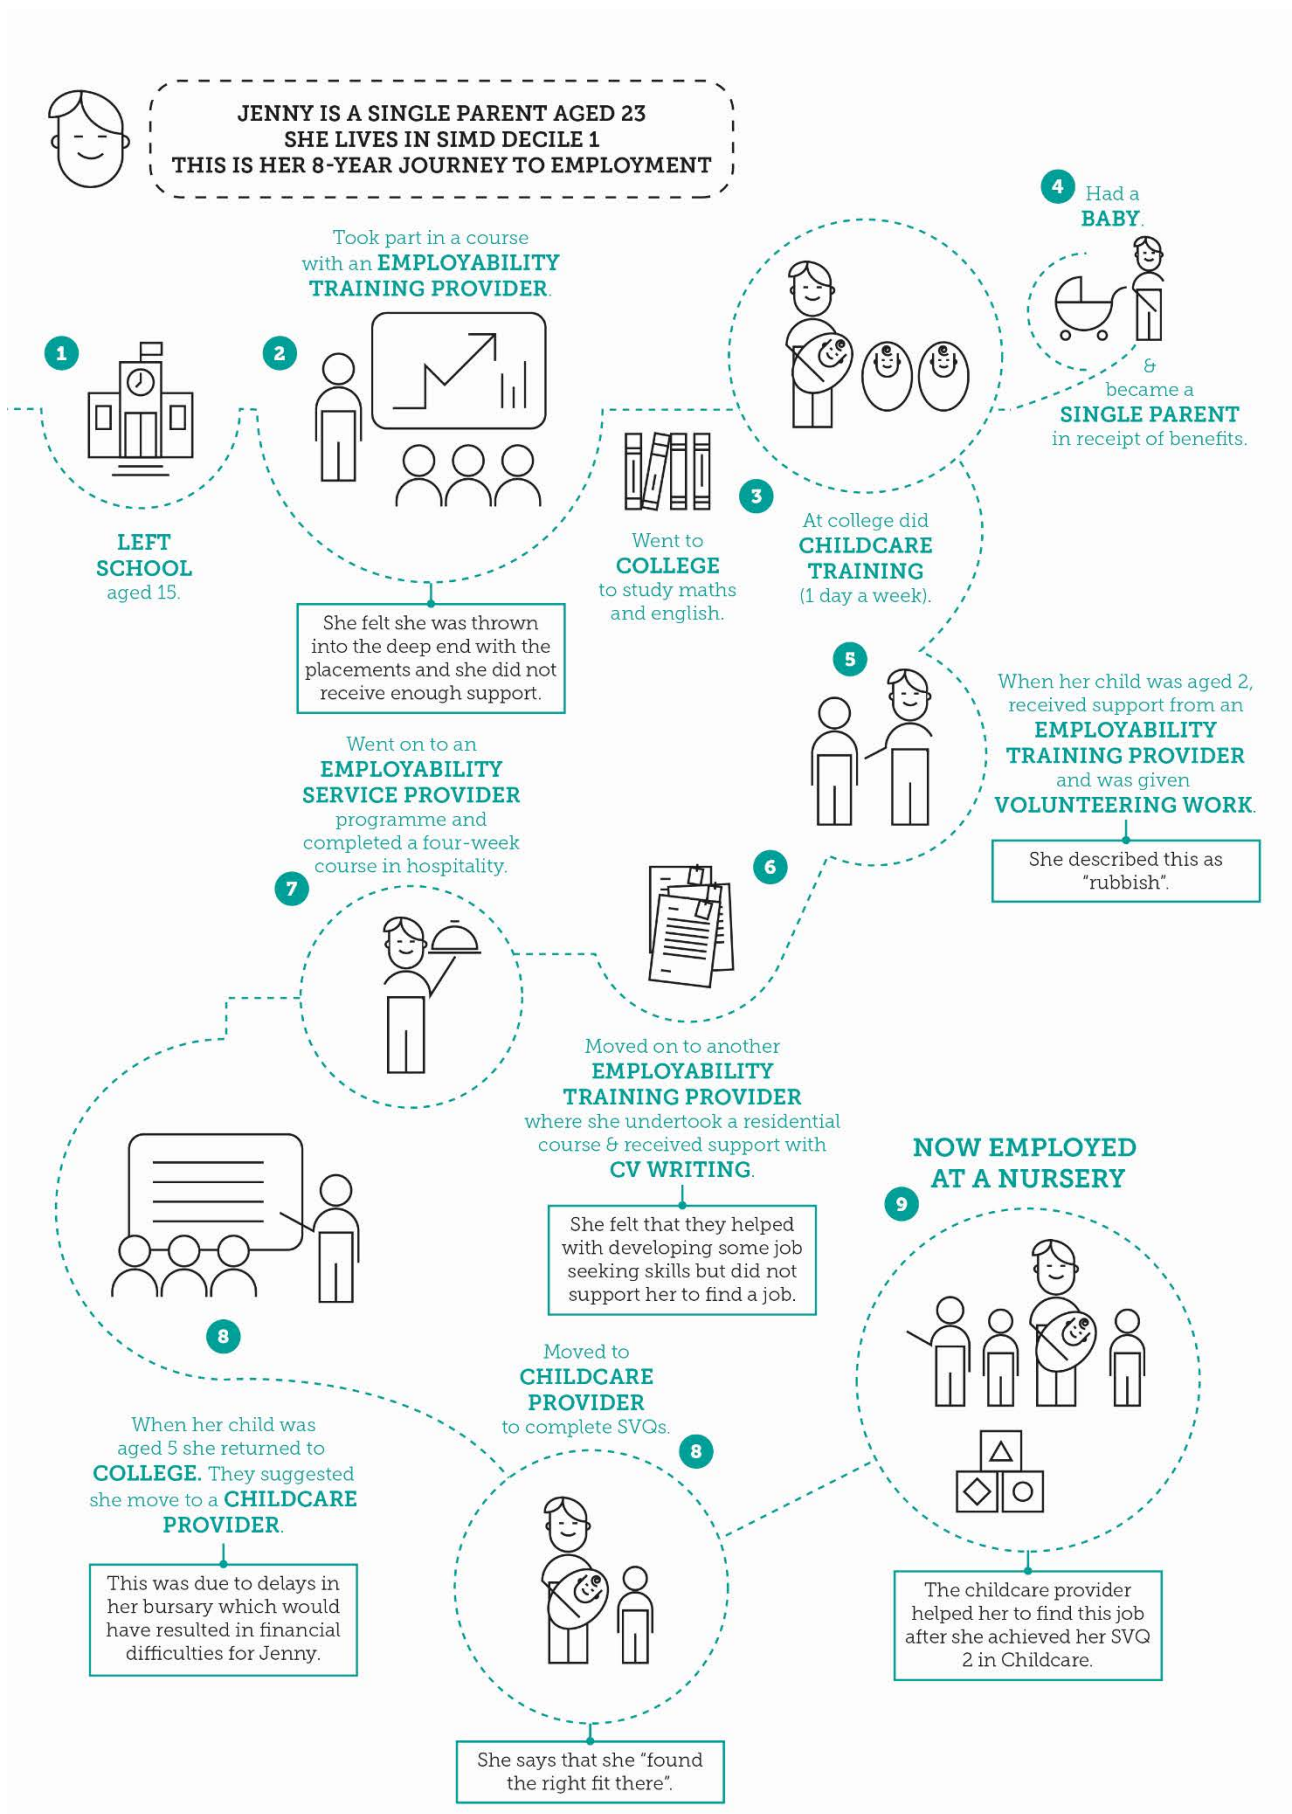 JENNY IS A SINGLE PARENT AGED 23
SHE LIVES IN SIMD DECILE 1
THIS IS HER 8-YEAR JOURNEY TO EMPLOYMENT
1
LEFT
SCHOOL
aged 15.
2
Took part in a course
with an EMPLOYABILITY
TRAINING PROVIDER.
She felt she was thrown
into the deep end with the
placements and she did not
receive enough support.
Went to
COLLEGE
to study maths
and english.
3
At college did
CHILDCARE
TRAINING
(1 day a week).
4
Had a
BABY.
&
became a
SINGLE PARENT
in receipt of benefits.
5
When her child was aged 2,
received support from an
EMPLOYABILITY
TRAINING PROVIDER
and was given
VOLUNTEERING WORK.
She described this as
“rubbish”.
6
Moved on to another
EMPLOYABILITY
TRAINING PROVIDER
where she undertook a residential
course & received support with
CV WRITING.
She felt that they helped
with developing some job
seeking skills but did not
support her to find a job.
Went on to an
EMPLOYABILITY
SERVICE PROVIDER
programme and
completed a four-week
course in hospitality.
7
8
When her child was
aged 5 she returned to
COLLEGE. They suggested
she move to a CHILDCARE
PROVIDER.
This was due to delays in
her bursary which would
have resulted in financial
difficulties for Jenny.
Moved to
CHILDCARE
PROVIDER
to complete SVQs.
8
She says that she “found
the right fit there”.
NOW EMPLOYED
AT A NURSERY
9
The childcare provider
helped her to find this job
after she achieved her SVQ
2 in Childcare.